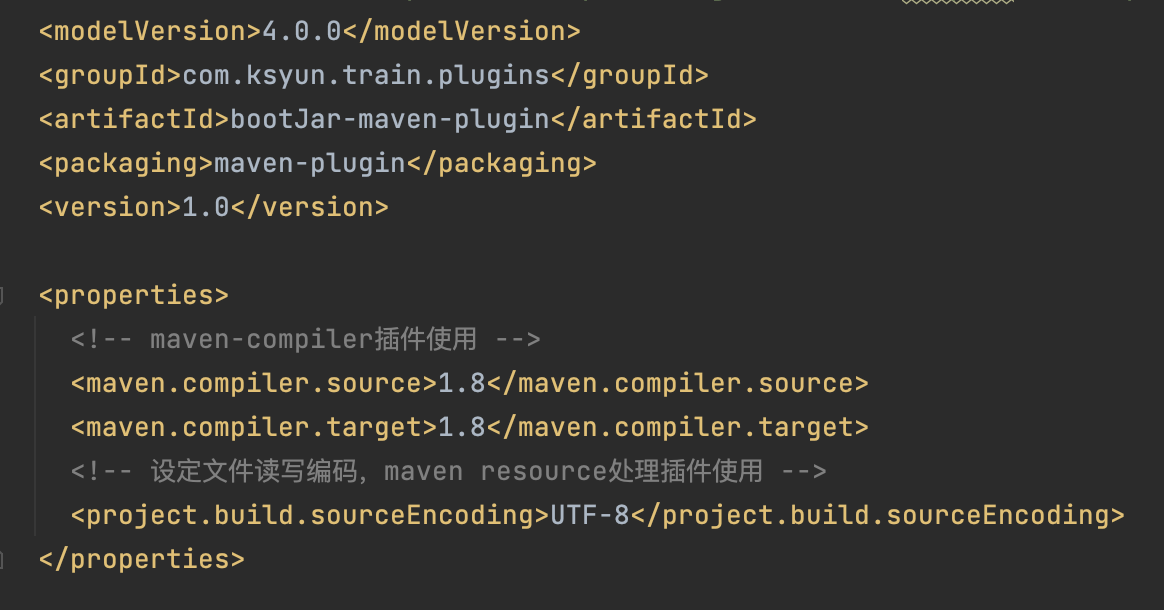 <modelVersion>4.0.0</modelVersion>
<groupId>com.ksyun.train.plugins</groupId>
<artifactId>bootJar-maven-plugin</artifactId>
<packaging>maven-plugin</packaging>
<version>1.0</version>
<properties>
<!-- maven-compiler插件使用 -->
<maven.compiler.source>1.8</maven.compiler.source>
<maven.compiler.target>1.8</maven.compiler.target>
<!-- 设定文件读写编码，maven resource处理插件使用 -->
<project.build.sourceEncoding>UTF-8</project.build.sourceEncoding>
</properties>